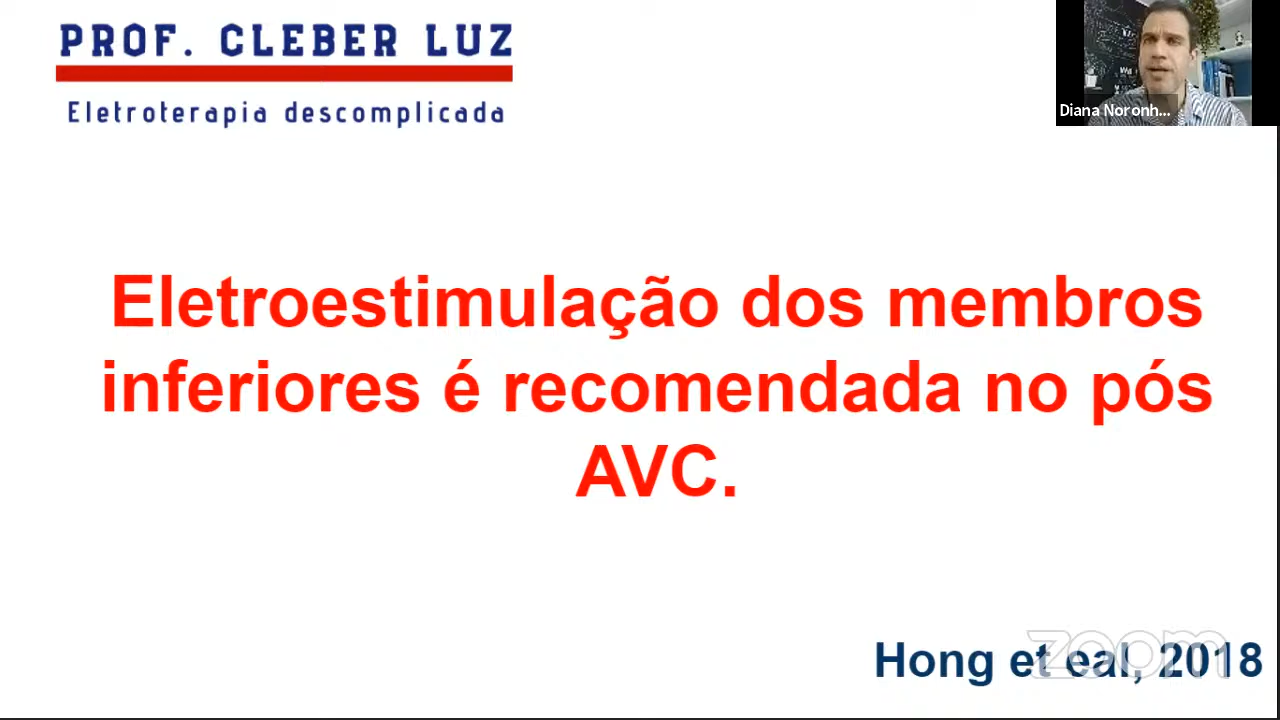 PROF. CLEBER LUZ
Eletroterapia descomplicada
Diana Noronh...
Eletroestimulação dos membros
inferiores é recomendada no pós
AVC.
Hong et eal, 2018
zoom